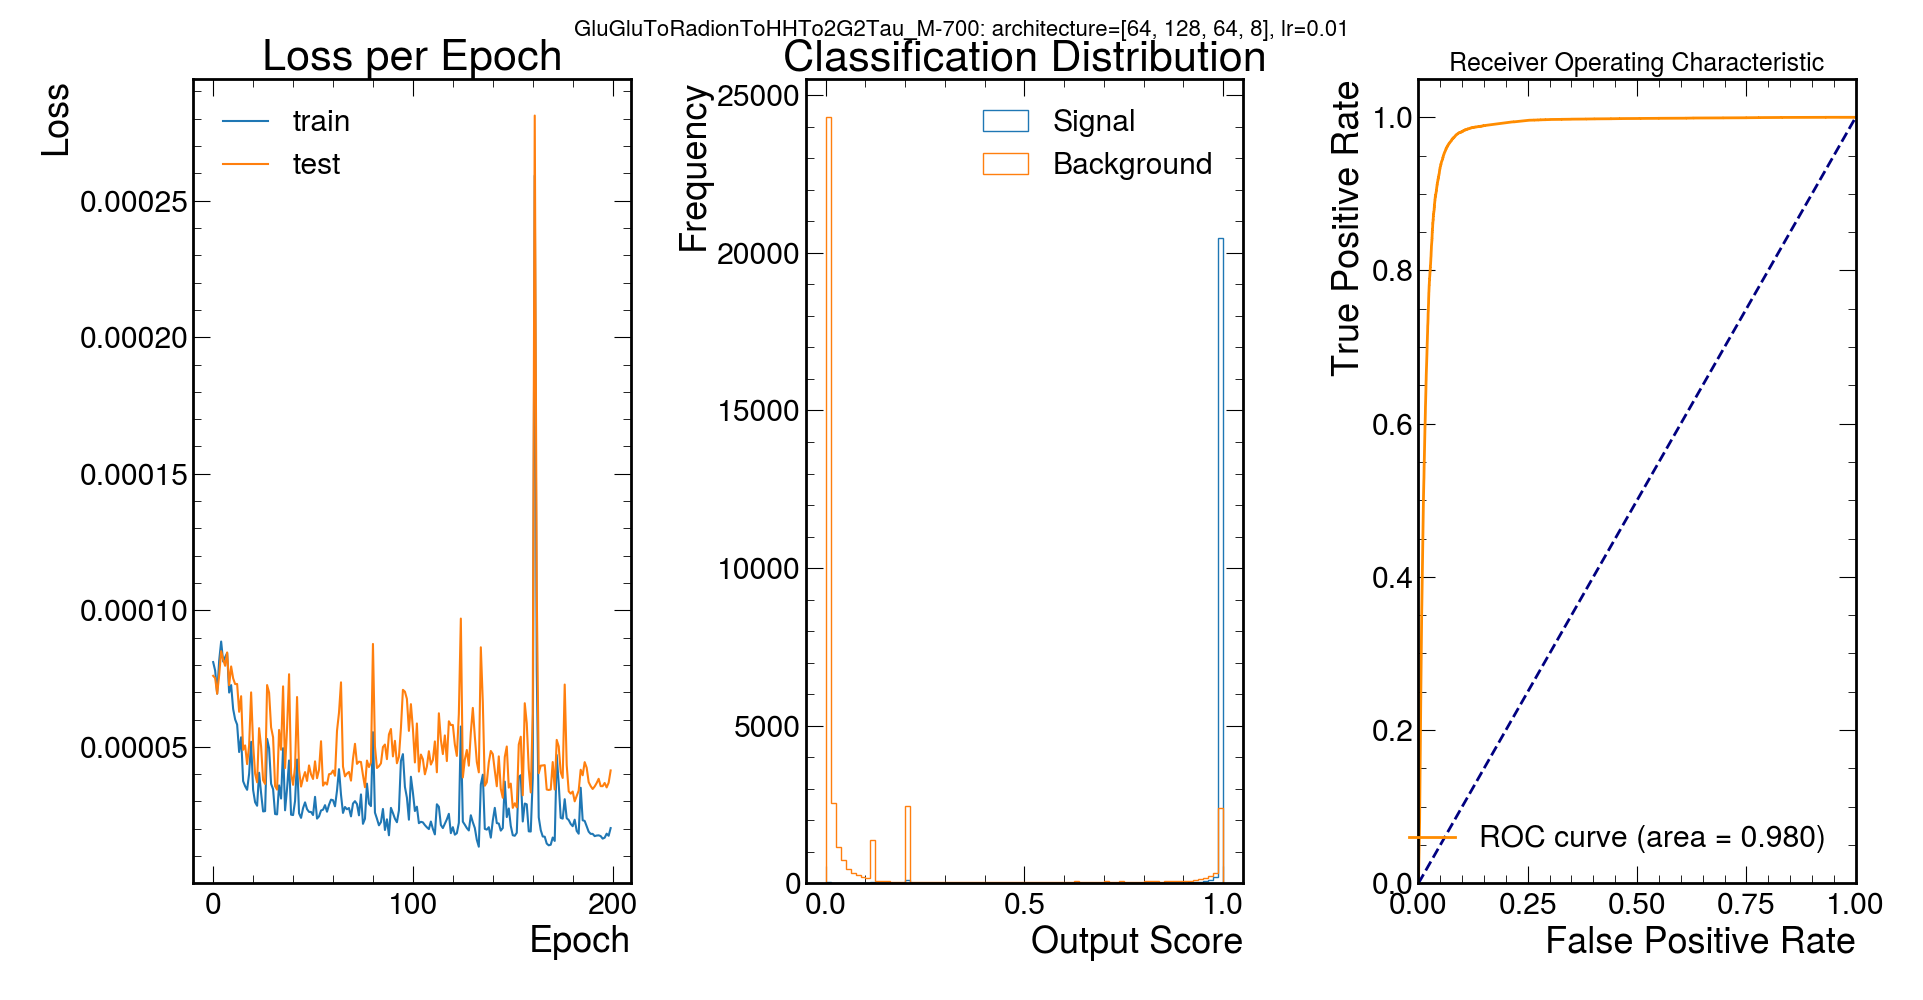 GluGluToRadionToHHTo2G2Tau_M-700: architecture=[64, 128, 64, 8], lr=0.01
Loss per Epoch
Loss
train
test
0.00025
0.00020
0.00015
0.00010
0.00005
0
100
200
Epoch
Classification Distribution
Frequency
Signal
Background
25000
20000
15000
10000
5000
0
0.0
0.5
1.0
Output Score
Receiver Operating Characteristic
True Positive Rate
1.0
0.8
0.6
0.4
0.2
0.0
ROC curve (area = 0.980)
0.00
0.25
0.50
0.75
1.00
False Positive Rate